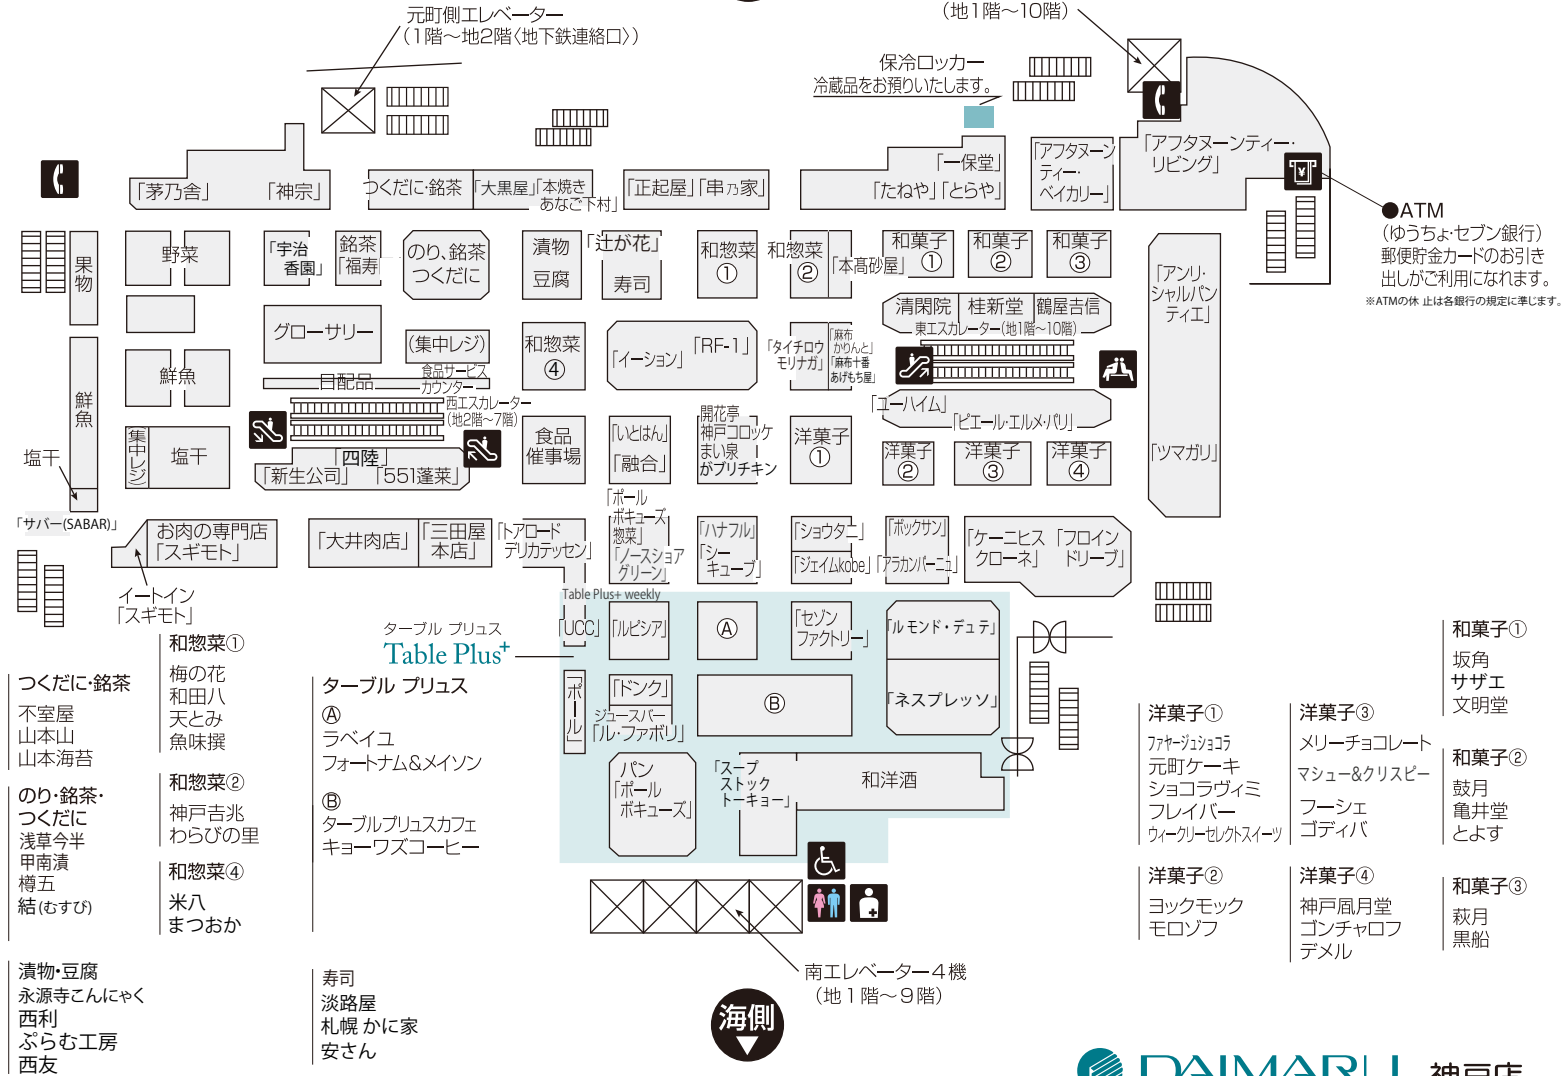 元町側エレベーター
(1階〜地2階〈地下鉄連絡口〉)
(地1階〜10階)
保冷ロッカー
冷蔵品をお預りいたします。
「茅乃舎」
「神宗」
つくだに・銘茶
「大黒屋」
「本焼き
あなご下村」
「正起屋」
「串乃家」
「一保堂」
「たねや」
「とらや」
「アフタヌーン
ティー・
ベイカリー」
「アフタヌーンティー・
リビング」
●ATM
(ゆうちょ・セブン銀行)
郵便貯金カードのお引き
出しがご利用になれます。
※ATMの休 止は各銀行の規定に準じます。
果物
野菜
「宇治
香園」
銘茶
「福寿
のり、銘茶
つくだに
漬物
豆腐
「辻が花」
寿司
和惣菜
①
和惣菜
②
「本髙砂屋」
和菓子
①
和菓子
②
和菓子
③
「アンリ・
シャルパン
ティエ」
グローサリー
(集中レジ)
和惣菜
④
「イーション」
「RF-1」
「タイチロウ
モリナガ」
「麻布
かりんと」
「麻布十番
あげもち屋」
清閑院
桂新堂
鶴屋𠮷信
東エスカレーター(地1階〜10階)
鮮魚
鮮魚
日配品
食品サービス
カウンター
西エスカレーター
(地2階〜7階)
「ユーハイム」
「ピエール・エルメ・パリ」
塩干
(集中レジ)
塩干
「四陸」
「新生公司」
「551蓬莱」
食品
催事場
「いとはん」
「融合」
開花亭
神戸コロッケ
まい泉
がブリチキン
洋菓子
①
洋菓子
②
洋菓子
③
洋菓子
④
「ツマガリ」
「サバー(SABAR)」
お肉の専門店
「スギモト」
「大井肉店」
「三田屋
本店」
「トアロード
デリカテッセン」
「ポール
ボキューズ
惣菜」
「ノースショア
グリーン」
「ハナフル」
「シー
キューブ」
「ショウタニ」
「ジェイムkobe」
「ボックサン」
「アラカンパーニュ」
「ケーニヒス
クローネ」
「フロイン
ドリーブ」
イートイン
「スギモト」
Table Plus+ weekly
ターブル プリュス
Table Plus+
「UCC」
「ルピシア」
Ⓐ
「セゾン
ファクトリー」
「ルモンド・デュテ」
「ポール」
「ドンク」
ジュースバー
「ル・ファボリ」
Ⓑ
「ネスプレッソ」
パン
「ポール
ボキューズ」
「スープ
ストック
トーキョー」
和洋酒
つくだに・銘茶
不室屋
山本山
山本海苔
のり・銘茶・
つくだに
浅草今半
甲南漬
樽五
結(むすび)
漬物・豆腐
永源寺こんにゃく
西利
ぷらむ工房
西友
和惣菜①
梅の花
和田八
天とみ
魚味撰
和惣菜②
神戸𠮷兆
わらびの里
和惣菜④
米八
まつおか
ターブル プリュス
Ⓐ
ラベイユ
フォートナム&メイソン
Ⓑ
ターブルプリュスカフェ
キョーワズコーヒー
寿司
淡路屋
札幌 かに家
安さん
南エレベーター4機
(地1階〜9階)
海側
洋菓子①
ファヤージュショコラ
元町ケーキ
ショコラヴィミ
フレイバー
ウィークリーセレクトスイーツ
洋菓子②
ヨックモック
モロゾフ
洋菓子③
メリーチョコレート
マシュー&クリスピー
フーシェ
ゴディバ
洋菓子④
神戸凮月堂
ゴンチャロフ
デメル
和菓子①
坂角
サザエ
文明堂
和菓子②
鼓月
亀井堂
とよす
和菓子③
萩月
黒船
DAIMARU 神戸店